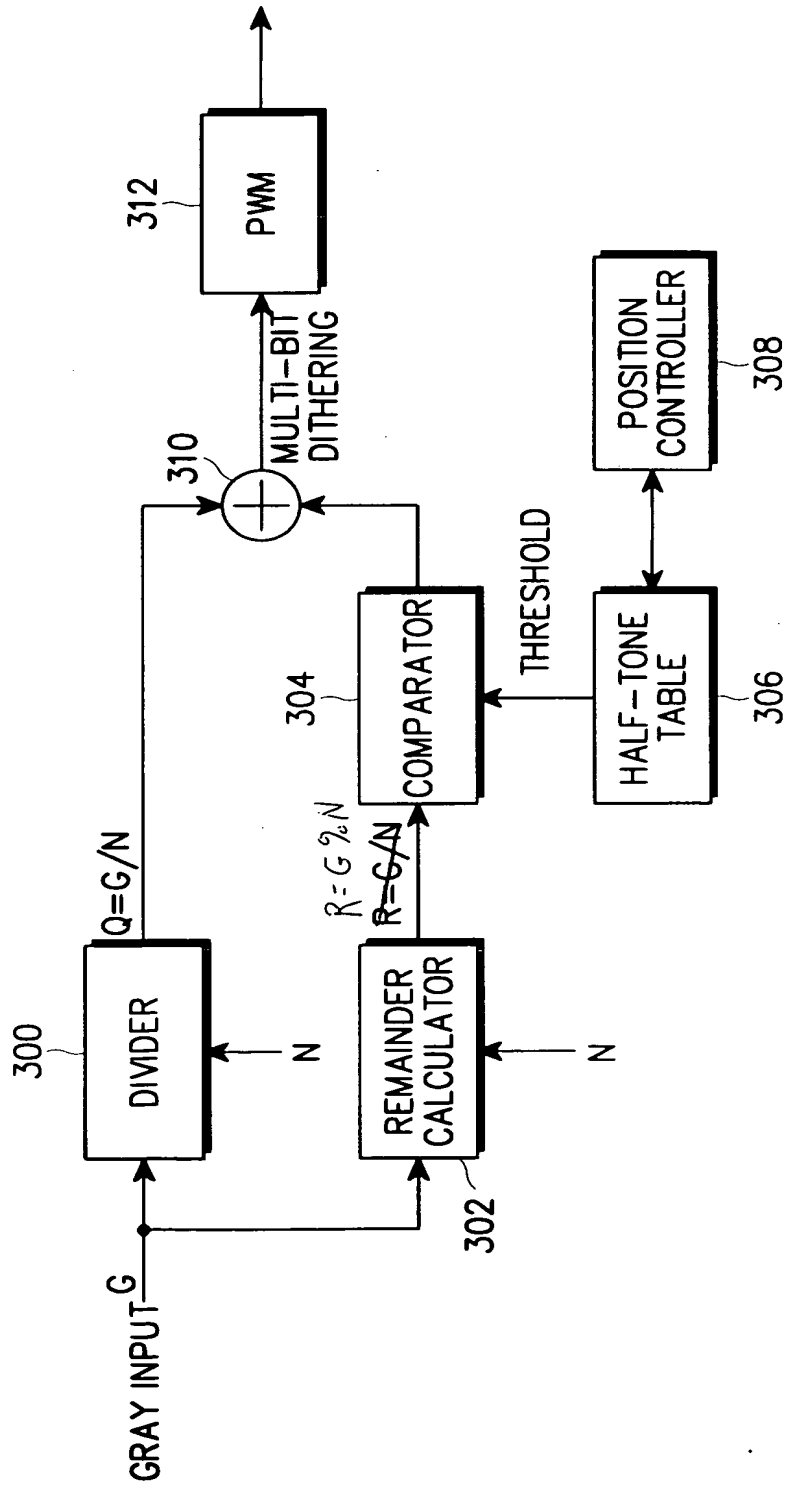 GRAY INPUT
G
300
DIVIDER
N
Q=G/N
302
REMAINDER
CALCULATOR
N
R=G%N
R=G/N
304
COMPARATOR
THRESHOLD
306
HALF-TONE
TABLE
308
POSITION
CONTROLLER
310
MULTI-BIT
DITHERING
312
PWM